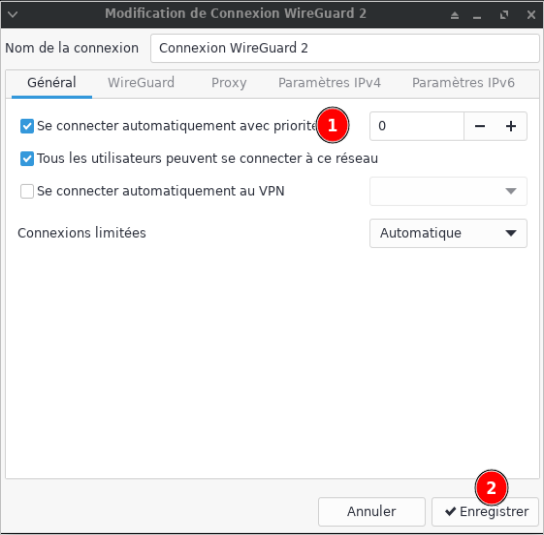 Modification de Connexion WireGuard 2
Nom de la connexion Connexion WireGuard 2
Général WireGuard Proxy Paramètres IPv4 Paramètres IPv6
Se connecter automatiquement avec priorité 1 0
Tous les utilisateurs peuvent se connecter à ce réseau
Se connecter automatiquement au VPN
Connexions limitées Automatique
2
Annuler Enregistrer